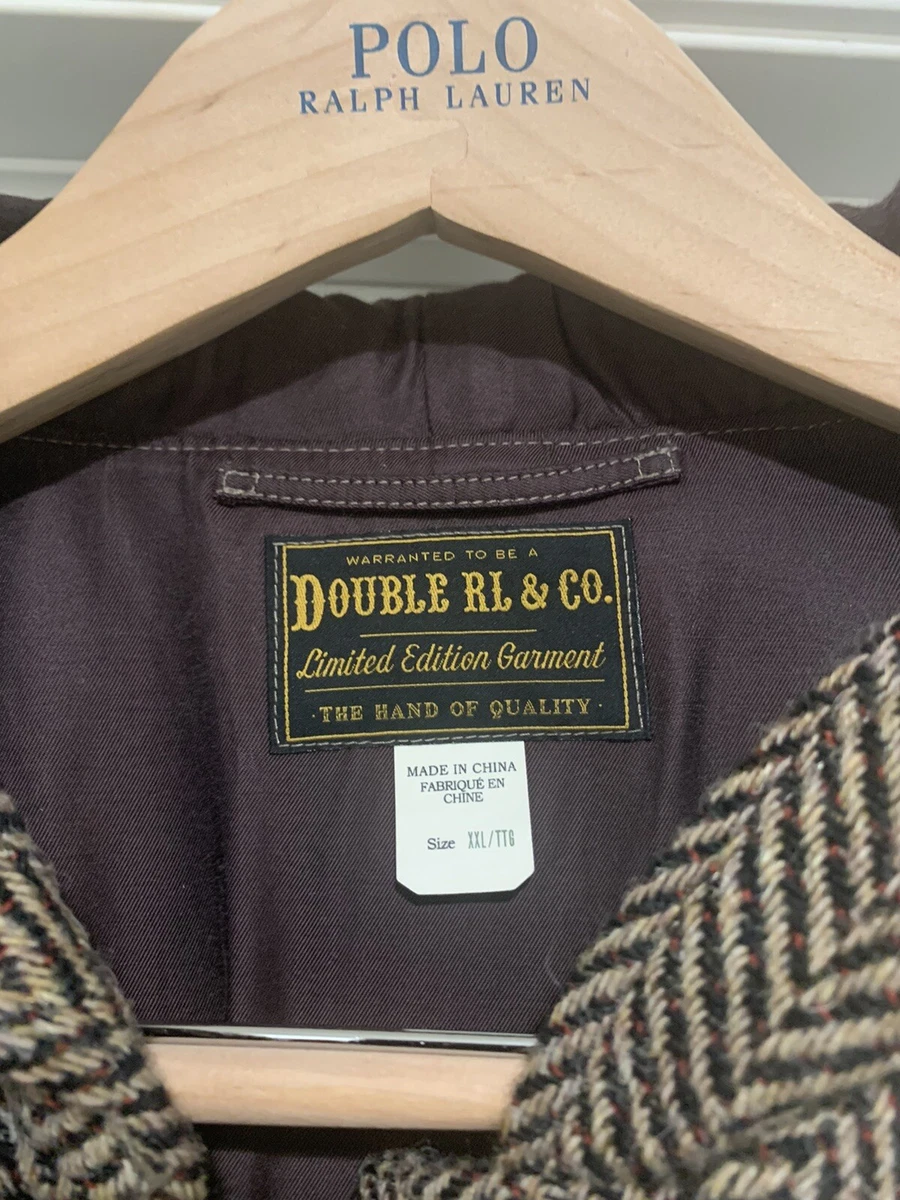 POLO
RALPH LAUREN
WARRANTED TO BE A
DOUBLE RL & CO.
Limited Edition Garment
·THE HAND OF QUALITY·
MADE IN CHINA
FABRIQUÉ EN
CHINE
Size XXL/TTG